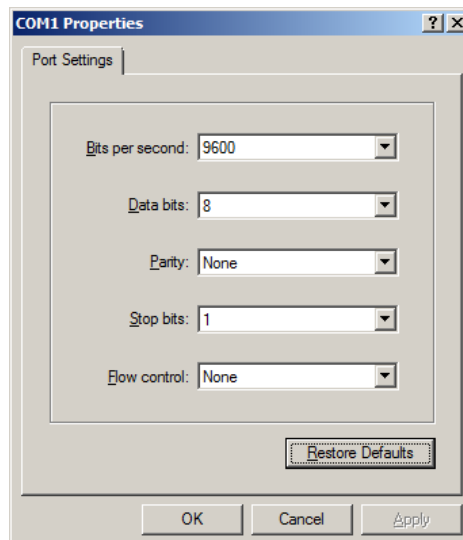 COM1 Properties
Port Settings
Bits per second: 9600
Data bits: 8
Parity: None
Stop bits: 1
Flow control: None
Restore Defaults
OK Cancel Apply